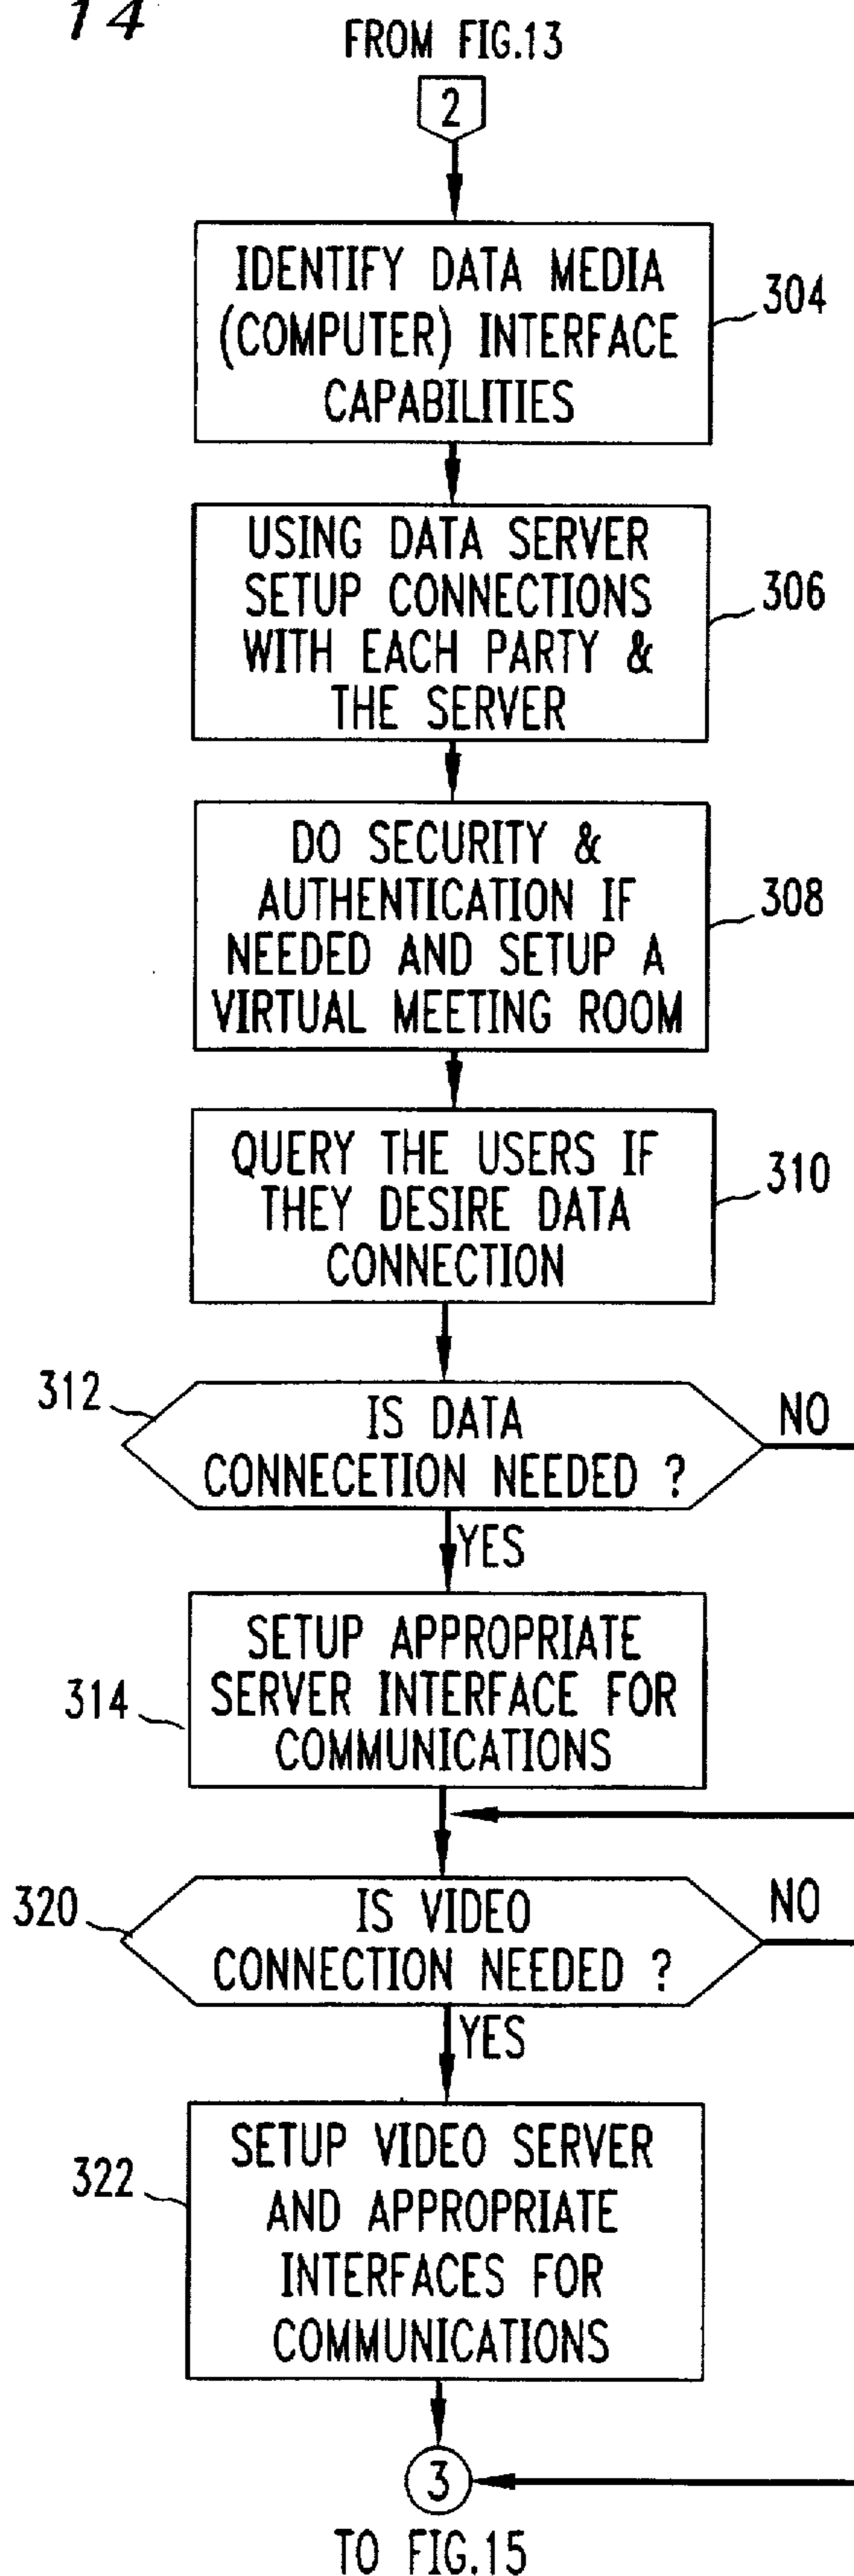 14
FROM FIG.13
2
IDENTIFY DATA MEDIA
(COMPUTER) INTERFACE
CAPABILITIES
304
USING DATA SERVER
SETUP CONNECTIONS
WITH EACH PARTY &
THE SERVER
306
DO SECURITY &
AUTHENTICATION IF
NEEDED AND SETUP A
VIRTUAL MEETING ROOM
308
QUERY THE USERS IF
THEY DESIRE DATA
CONNECTION
310
312
IS DATA
CONNECETION NEEDED ?
NO
YES
SETUP APPROPRIATE
SERVER INTERFACE FOR
COMMUNICATIONS
314
320
IS VIDEO
CONNECTION NEEDED ?
NO
YES
SETUP VIDEO SERVER
AND APPROPRIATE
INTERFACES FOR
COMMUNICATIONS
322
3
TO FIG.15